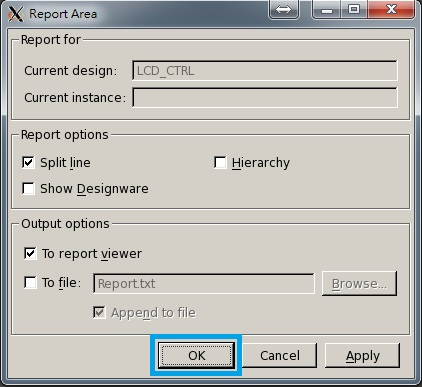 Report Area
Report for
Current design: LCD_CTRL
Current instance:
Report options
Split line Hierarchy
Show Designware
Output options
To report viewer
To file: Report.txt Browse...
Append to file
OK Cancel Apply